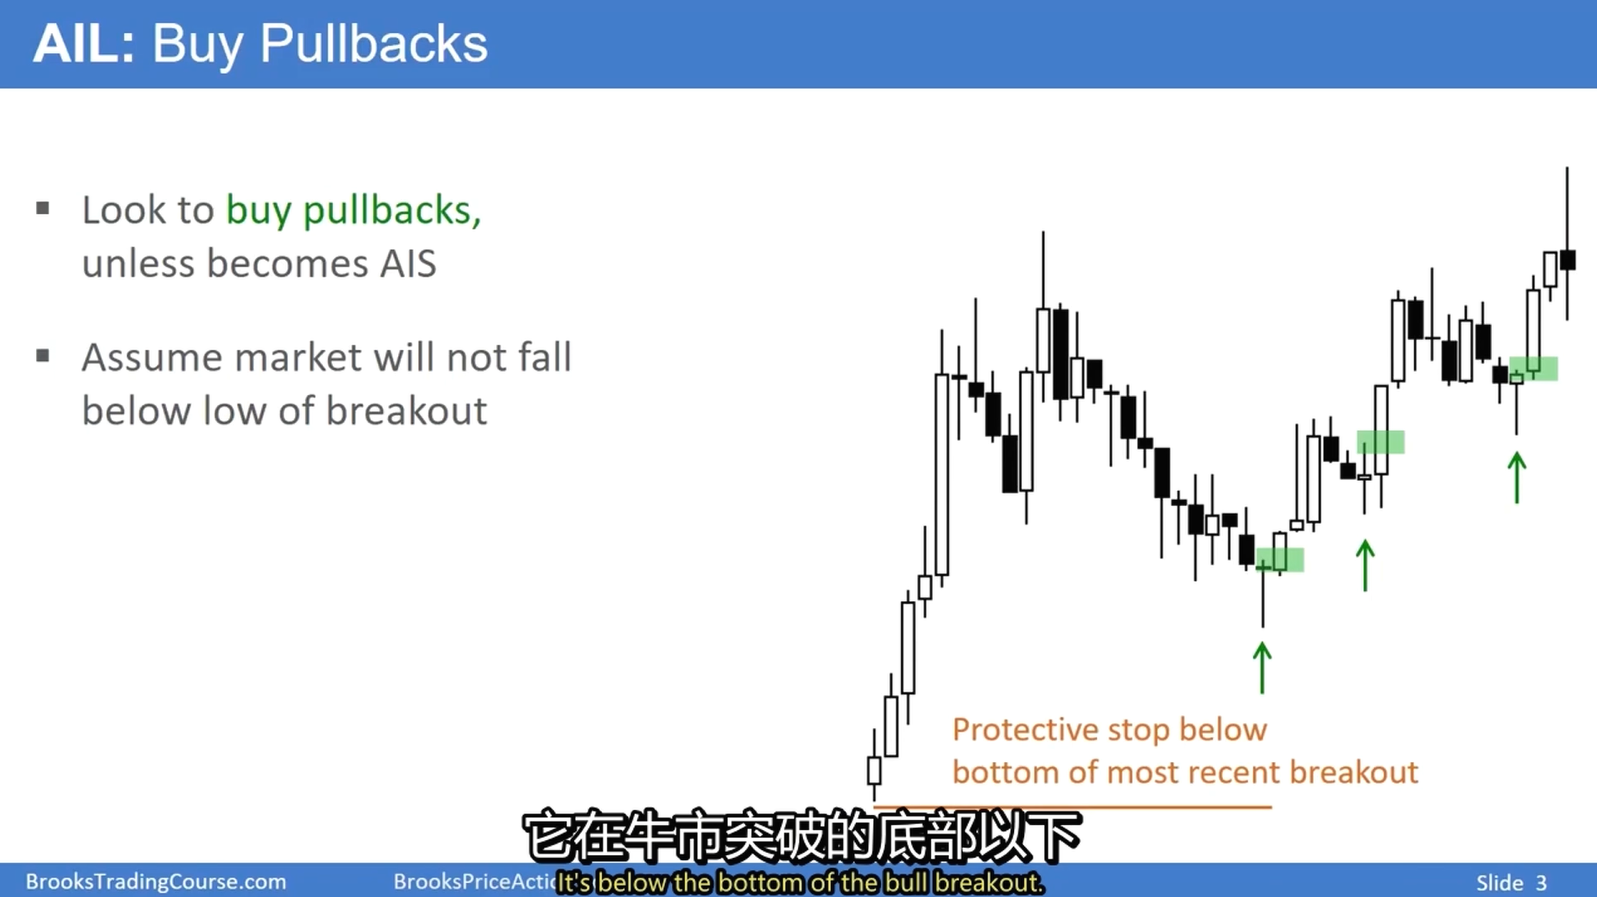 AIL: Buy Pullbacks
▪ Look to buy pullbacks,
unless becomes AIS
▪ Assume market will not fall
below low of breakout
Protective stop below
bottom of most recent breakout
它在牛市突破的底部以下
BrooksTradingCourse.com
BrooksPriceActi
It's below the bottom of the bull breakout.
Slide 3